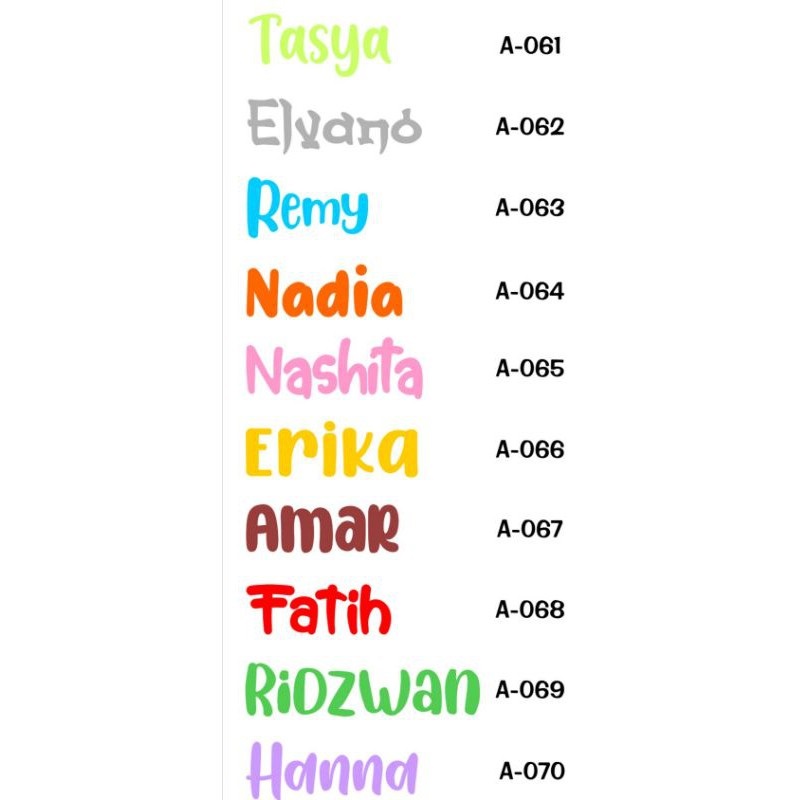 Tasya A-061
Elvano A-062
Remy A-063
Nadia A-064
Nashita A-065
Erika A-066
Amar A-067
Fatih A-068
Ridzwan A-069
Hanna A-070